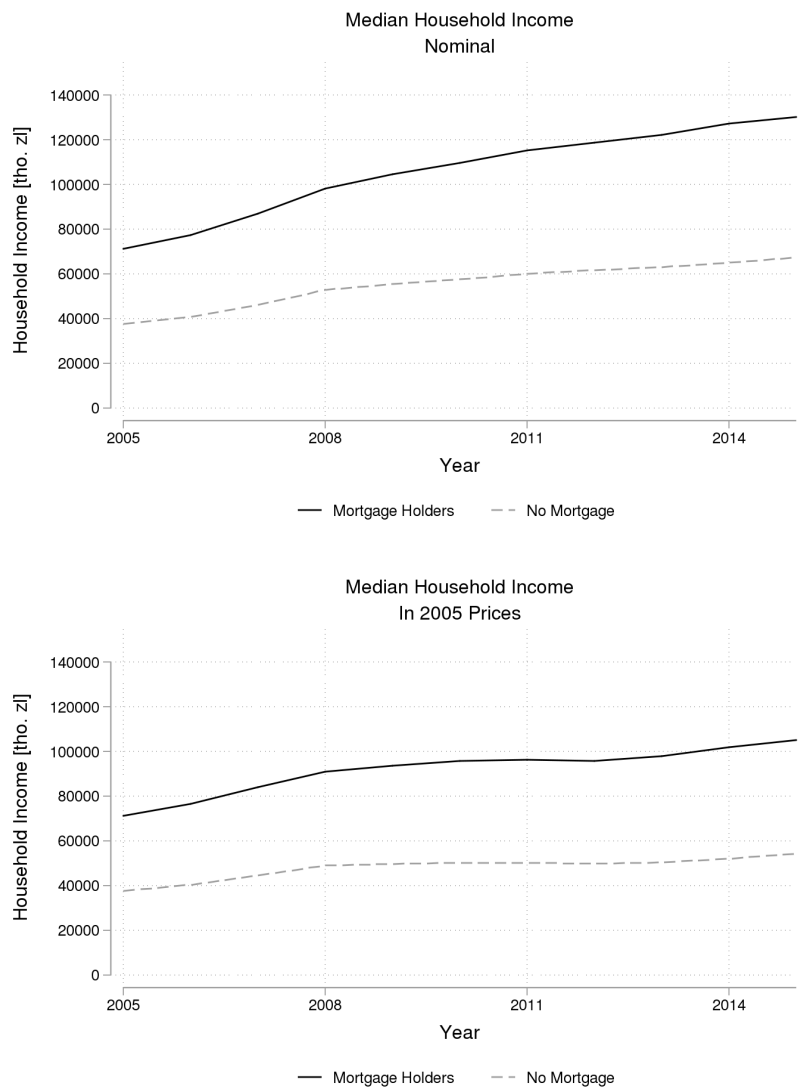 Median Household Income
Nominal
Household Income [tho. zl]
140000
120000
100000
80000
60000
40000
20000
0
2005 2008 2011 2014
Year
Mortgage Holders No Mortgage
Median Household Income
In 2005 Prices
Household Income [tho. zl]
140000
120000
100000
80000
60000
40000
20000
0
2005 2008 2011 2014
Year
Mortgage Holders No Mortgage